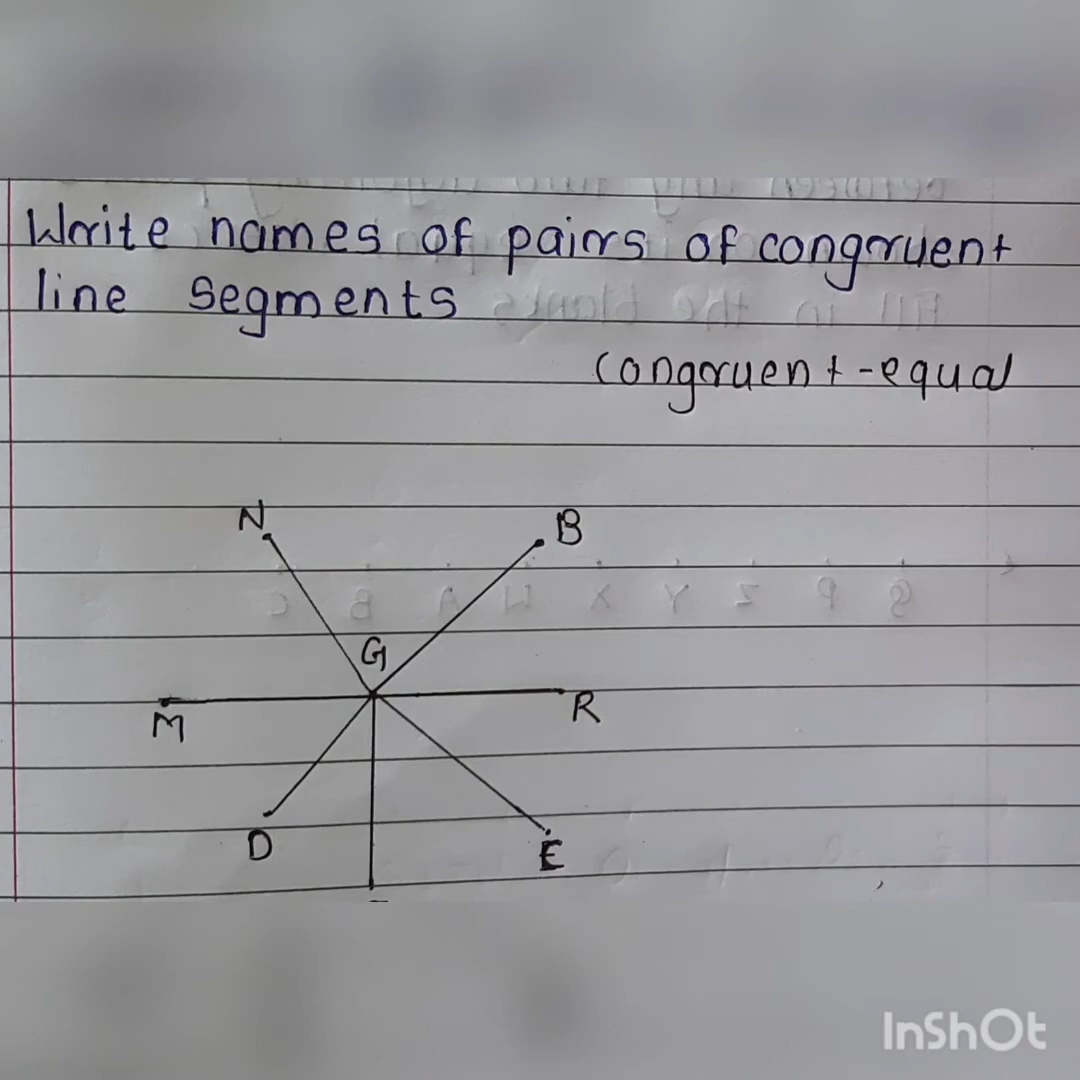 Write names of pairs of congruent
line segments
congruent - equal
N
B
G
M
R
D
E
InShOt